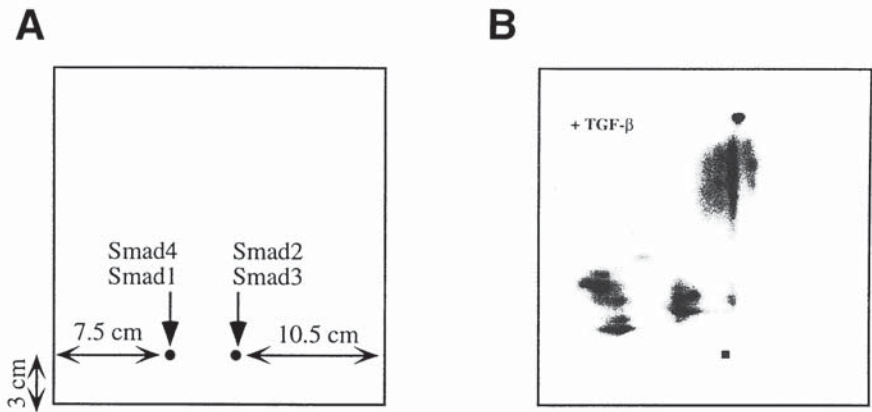 A
B
+ TGF-β
Smad4
Smad1
Smad2
Smad3
7.5 cm
10.5 cm
3 cm